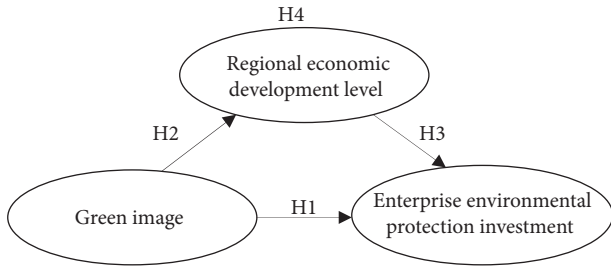 H4
Regional economic
development level
H2
H3
Green image
H1
Enterprise environmental
protection investment